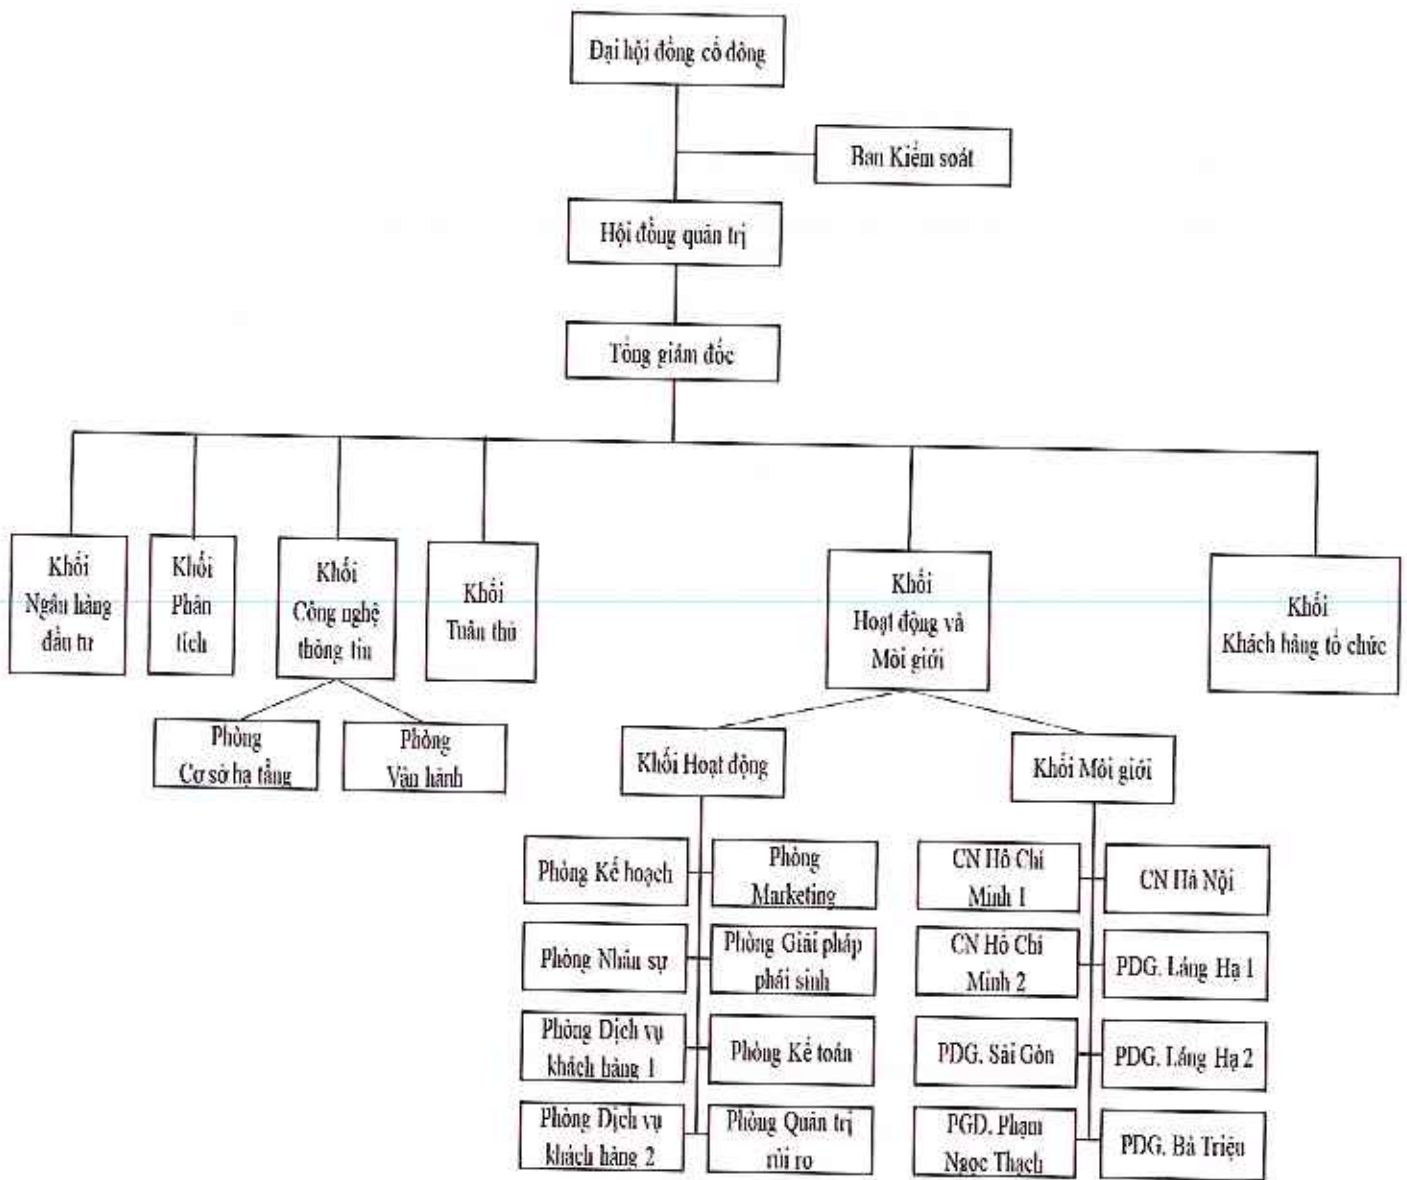 Đại hội đồng cổ đông
Ban Kiểm soát
Hội đồng quản trị
Tổng giám đốc
Khối
Ngân hàng
đầu tư
Khối
Phân
tích
Khối
Công nghệ
thông tin
Khối
Tuân thủ
Khối
Hoạt động và
Môi giới
Khối
Khách hàng tổ chức
Phòng
Cơ sở hạ tầng
Phòng
Vận hành
Khối Hoạt động
Khối Môi giới
Phòng Kế hoạch
Phòng
Marketing
CN Hồ Chí
Minh 1
CN Hà Nội
Phòng Nhân sự
Phòng Giải pháp
phái sinh
CN Hồ Chí
Minh 2
PDG. Láng Hạ 1
Phòng Dịch vụ
khách hàng 1
Phòng Kế toán
PDG. Sài Gòn
PDG. Láng Hạ 2
Phòng Dịch vụ
khách hàng 2
Phòng Quản trị
rủi ro
PGD. Phạm
Ngọc Thạch
PDG. Bà Triệu